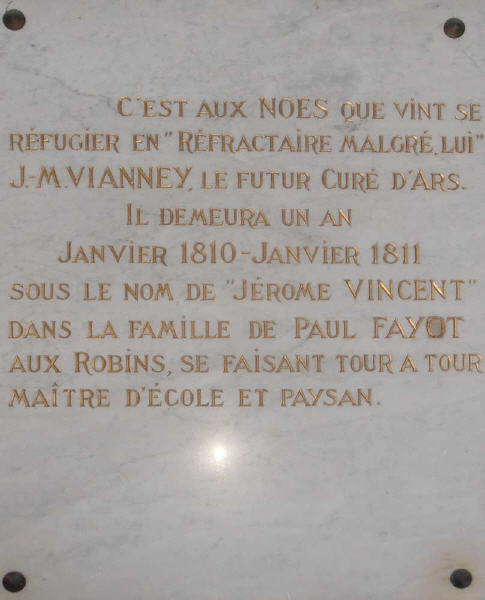 C'EST AUX NOËS QUE VINT SE
RÉFUGIER EN "RÉFRACTAIRE MALGRÉ LUI"
J.-M. VIANNEY, LE FUTUR CURÉ D'ARS.
IL DEMEURA UN AN
JANVIER 1810-JANVIER 1811
SOUS LE NOM DE "JÉROME VINCENT"
DANS LA FAMILLE DE PAUL FAYOT
AUX ROBINS, SE FAISANT TOUR A TOUR
MAÎTRE D'ÉCOLE ET PAYSAN.